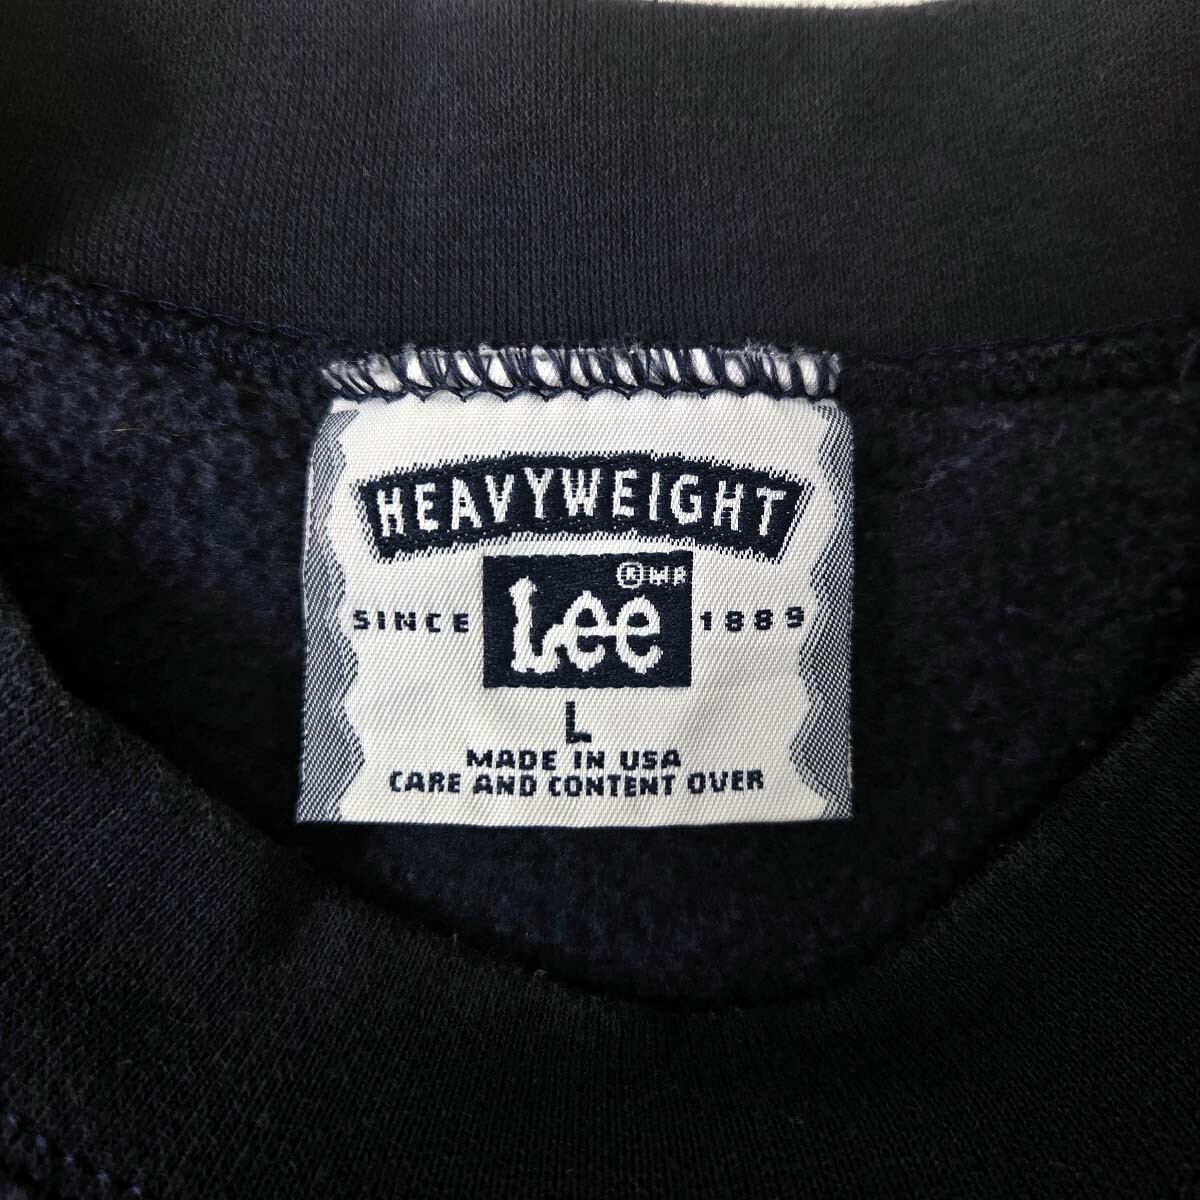 HEAVYWEIGHT
®MR
SINCE Lee 1889
L
MADE IN USA
CARE AND CONTENT OVER